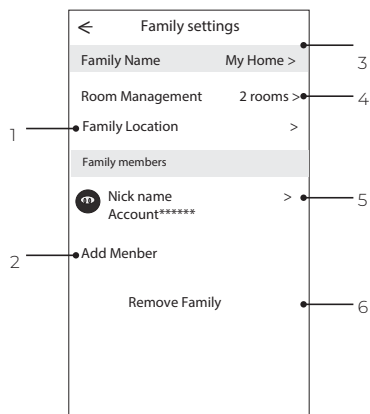 Family settings
Family Name My Home >
3
Room Management 2 rooms >
4
1
Family Location >
Family members
Nick name >
Account******
5
2
Add Menber
Remove Family
6